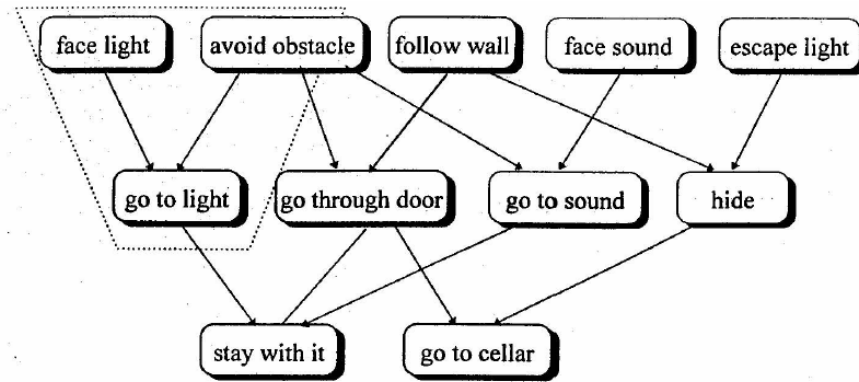 face light
avoid obstacle
follow wall
face sound
escape light
go to light
go through door
go to sound
hide
stay with it
go to cellar